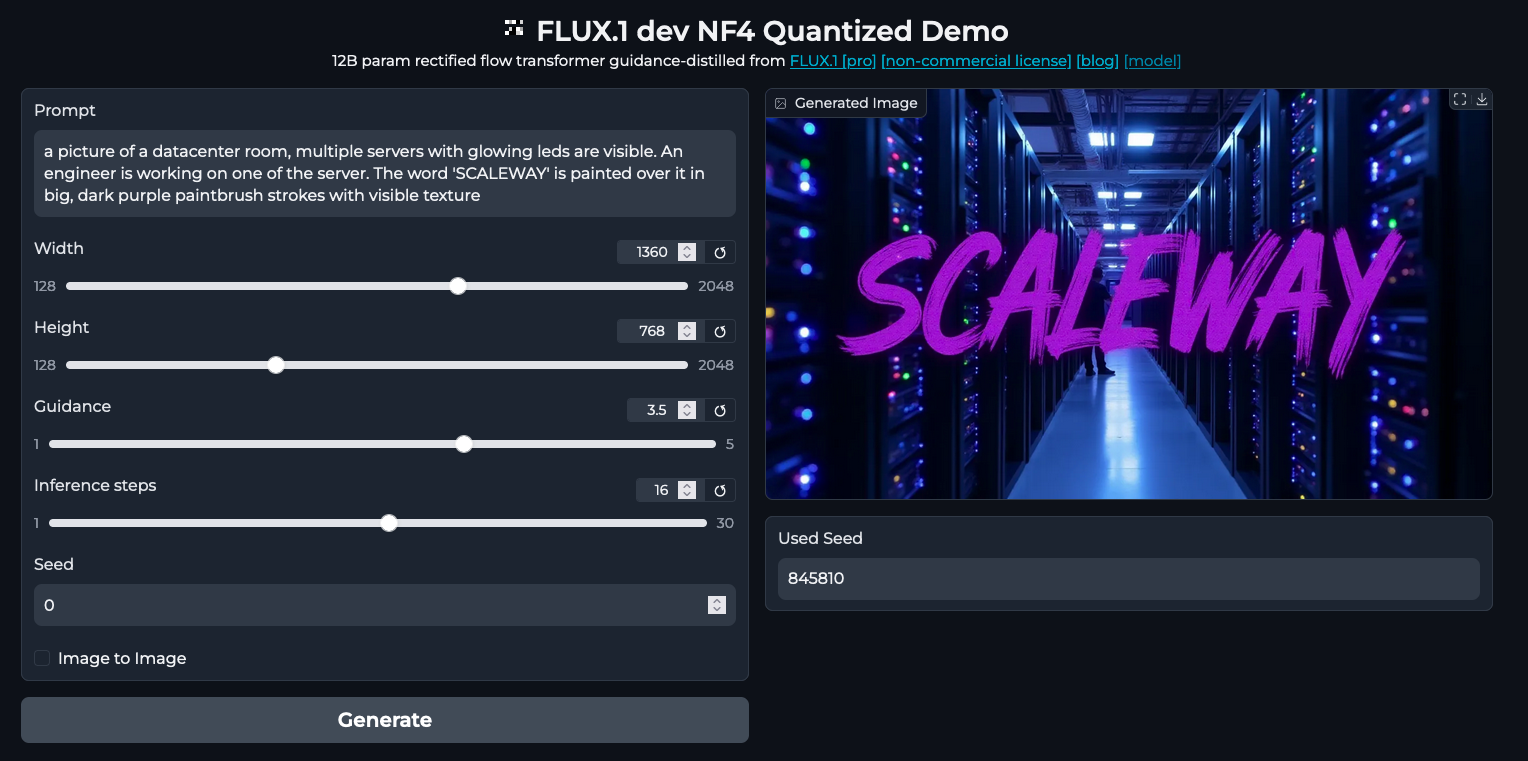 FLUX.1 dev NF4 Quantized Demo
12B param rectified flow transformer guidance-distilled from FLUX.1 [pro] [non-commercial license] [blog] [model]
Prompt
a picture of a datacenter room, multiple servers with glowing leds are visible. An
engineer is working on one of the server. The word 'SCALEWAY' is painted over it in
big, dark purple paintbrush strokes with visible texture
Width
1360
128
2048
Height
768
128
2048
Guidance
3.5
1
5
Inference steps
16
1
30
Seed
0
Image to Image
Generate
Generated Image
SCALEWAY
Used Seed
845810